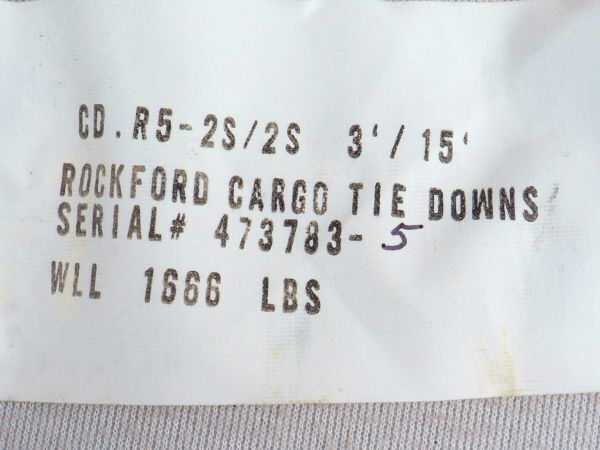 CD.R5-2S/2S 3'/15'
ROCKFORD CARGO TIE DOWNS
SERIAL# 473783-5
WLL 1666 LBS